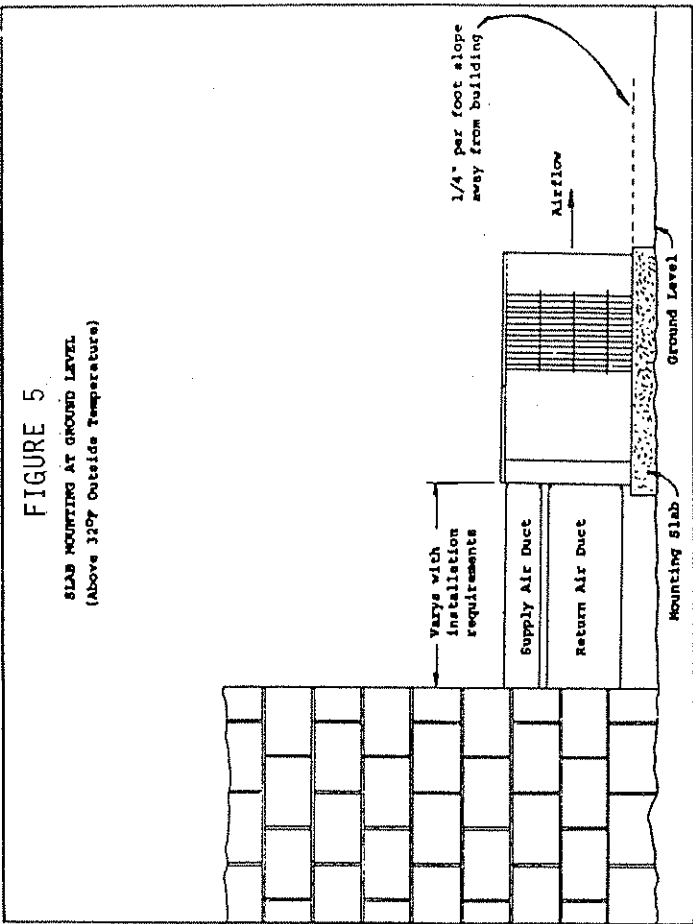 FIGURE 5
SLAB MOUNTING AT GROUND LEVEL
(Above 32°F Outside Temperature)
1/4" per foot slope
away from building
Airflow
Varys with
installation
requirements
Supply Air Duct
Return Air Duct
Mounting Slab
Ground Level